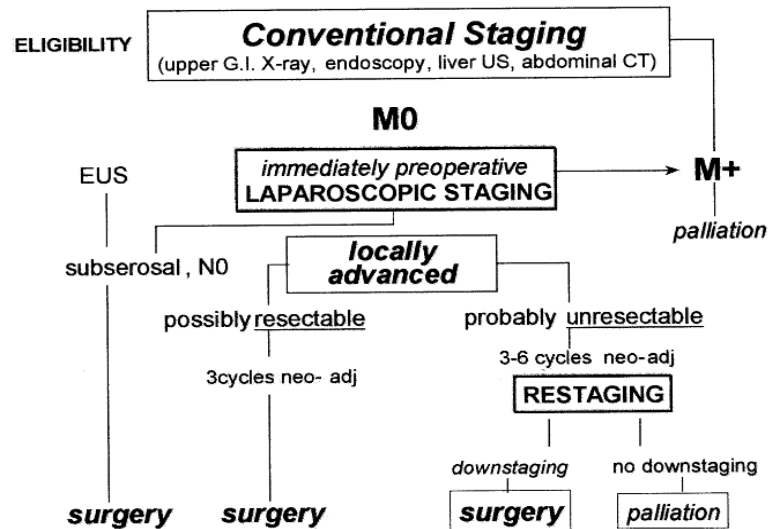 ELIGIBILITY
Conventional Staging
(upper G.I. X-ray, endoscopy, liver US, abdominal CT)
M0
EUS
immediately preoperative
LAPAROSCOPIC STAGING
M+
palliation
subserosal, N0
locally
advanced
possibly resectable
probably unresectable
3cycles neo- adj
3-6 cycles neo-adj
RESTAGING
downstaging
no downstaging
surgery
surgery
surgery
palliation